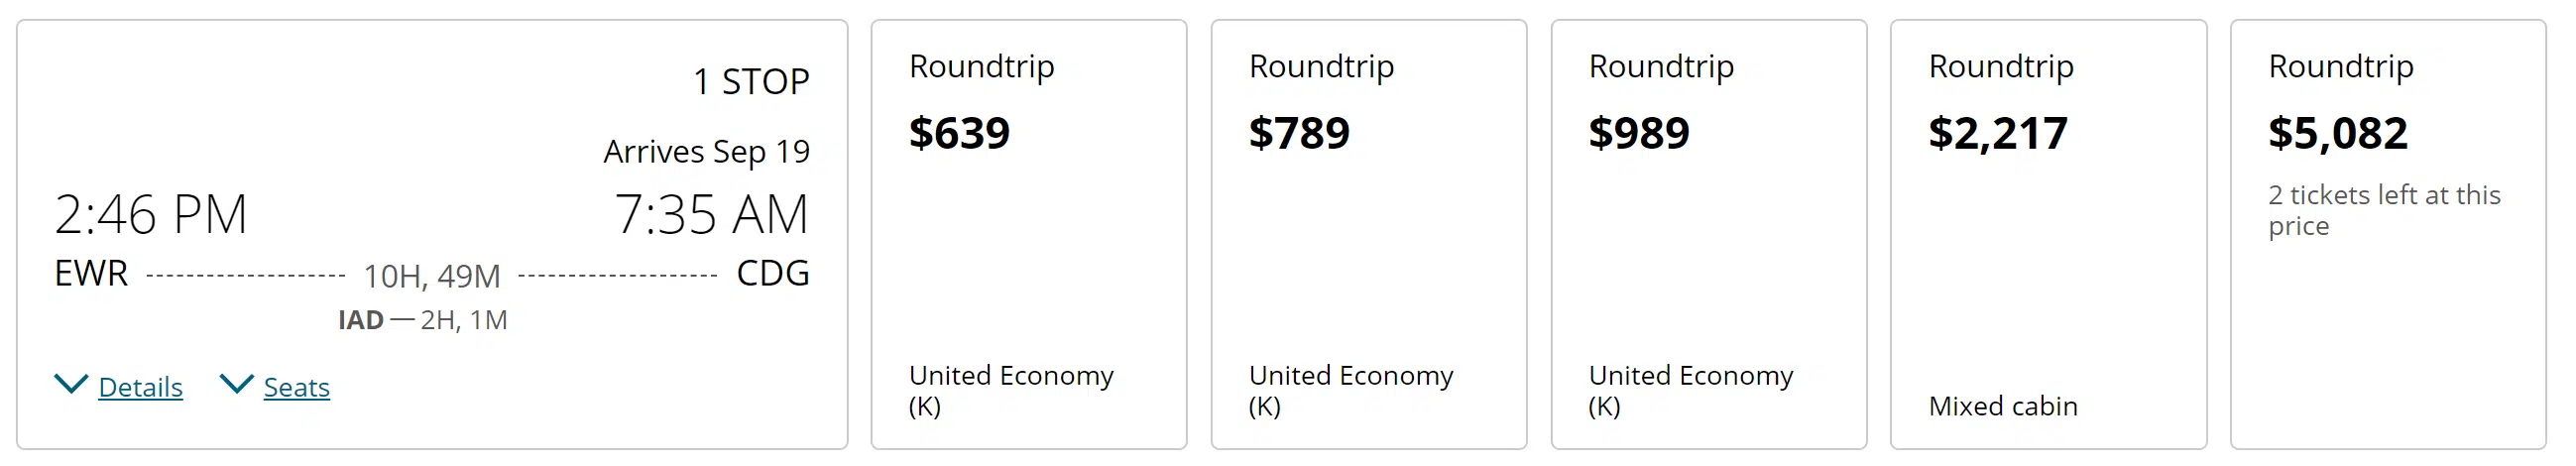 1 STOP
Arrives Sep 19
2:46 PM 7:35 AM
EWR 10H, 49M CDG
IAD — 2H, 1M
Details Seats
Roundtrip
$639
United Economy
(K)
Roundtrip
$789
United Economy
(K)
Roundtrip
$989
United Economy
(K)
Roundtrip
$2,217
Mixed cabin
Roundtrip
$5,082
2 tickets left at this
price